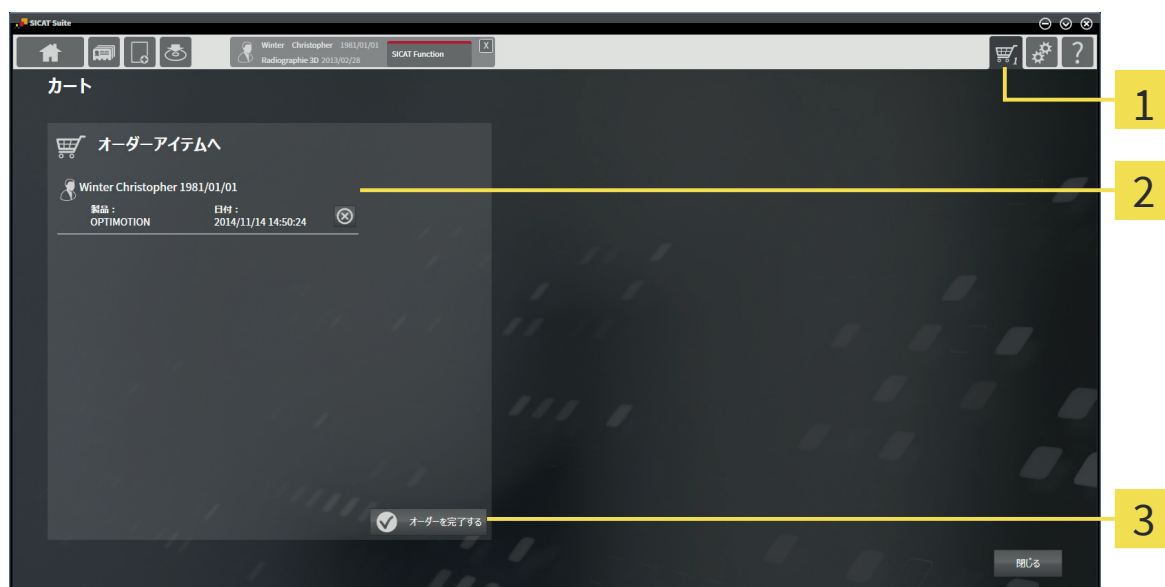 SICAT Suite
Winter Christopher 1981/01/01
Radiographie 3D 2013/02/28
SICAT Function
X
1
?
カート
1
オーダーアイテムへ
Winter Christopher 1981/01/01
2
製品： 日付：
OPTIMOTION 2014/11/14 14:50:24
オーダーを完了する
3
閉じる